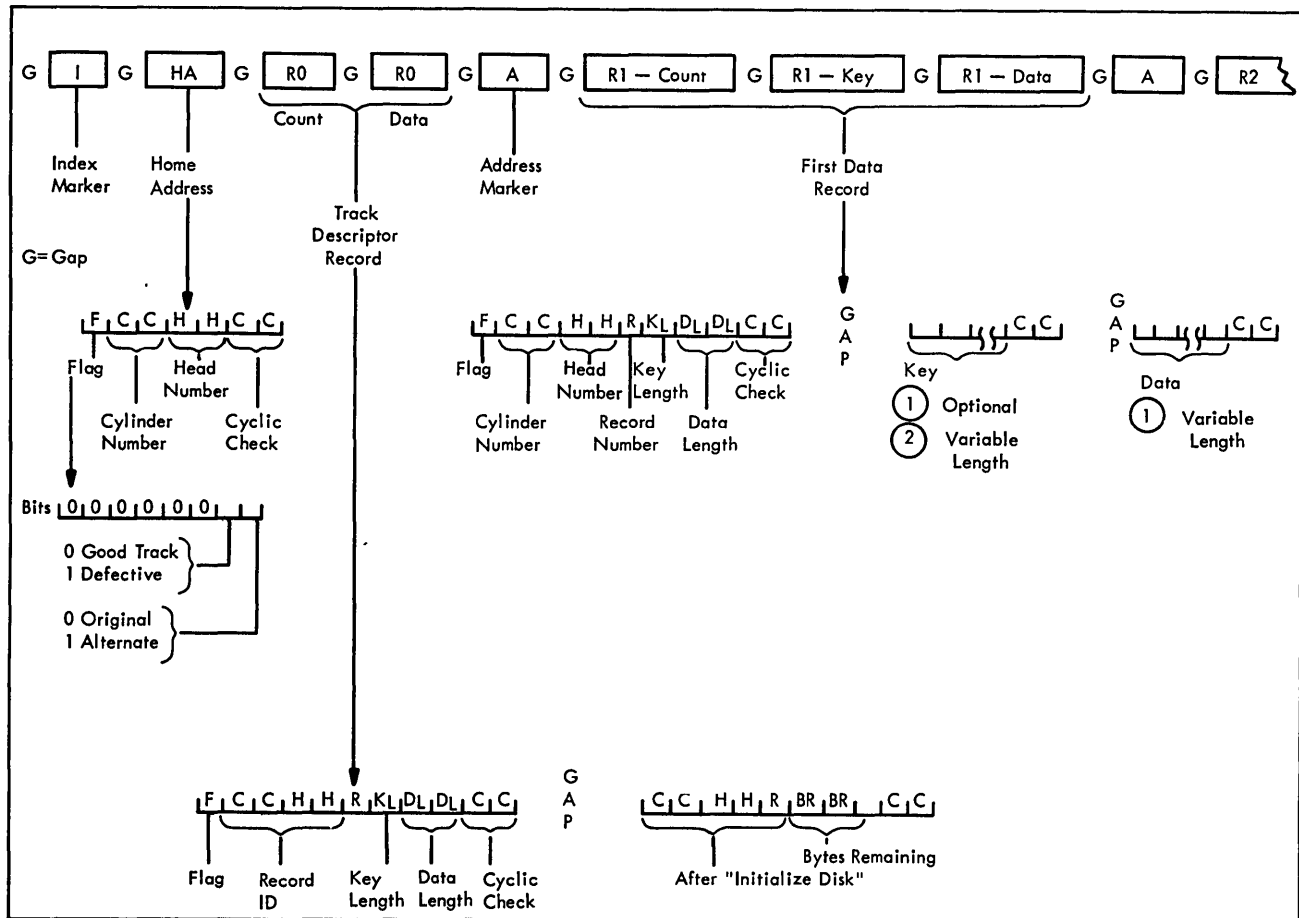 G I G HA G R0 G R0 G A G R1 – Count G R1 – Key G R1 – Data G A G R2
Count Data
Index
Marker
Home
Address
Address
Marker
First Data
Record
Track
Descriptor
Record
G= Gap
F C C H H C C
Flag
Cylinder
Number
Head
Number
Cyclic
Check
F C C H H R KL DL DL C C
Flag
Cylinder
Number
Head
Number
Record
Number
Key
Length
Data
Length
Cyclic
Check
G
A
P
C C
Key
1 Optional
2 Variable
Length
G
A
P
C C
Data
1 Variable
Length
Bits 0 0 0 0 0 0
0 Good Track
1 Defective
0 Original
1 Alternate
F C C H H R KL DL DL C C
Flag
Record
ID
Key
Length
Data
Length
Cyclic
Check
G
A
P
C C H H R BR BR C C
Bytes Remaining
After "Initialize Disk"